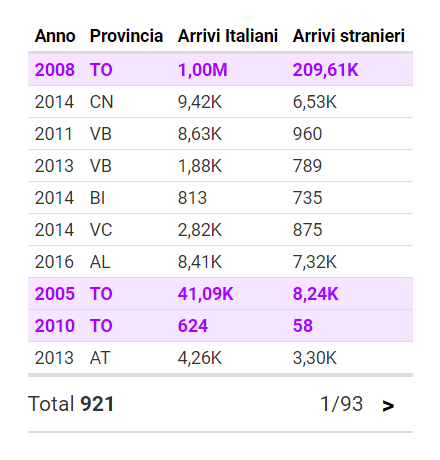 Anno Provincia Arrivi Italiani Arrivi stranieri
2008 TO 1,00M 209,61K
2014 CN 9,42K 6,53K
2011 VB 8,63K 960
2013 VB 1,88K 789
2014 BI 813 735
2014 VC 2,82K 875
2016 AL 8,41K 7,32K
2005 TO 41,09K 8,24K
2010 TO 624 58
2013 AT 4,26K 3,30K
Total 921 1/93 >